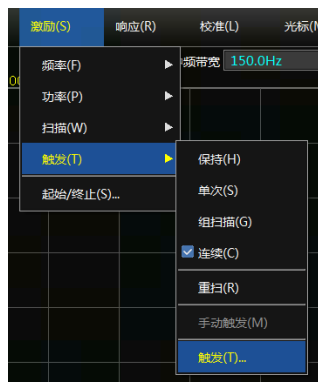 激励(S) 响应(R) 校准(L) 光标(M
频率(F) 频带宽 150.0Hz
功率(P)
扫描(W)
触发(T) 保持(H)
单次(S)
起始/终止(S)... 组扫描(G)
连续(C)
重扫(R)
手动触发(M)
触发(T)...